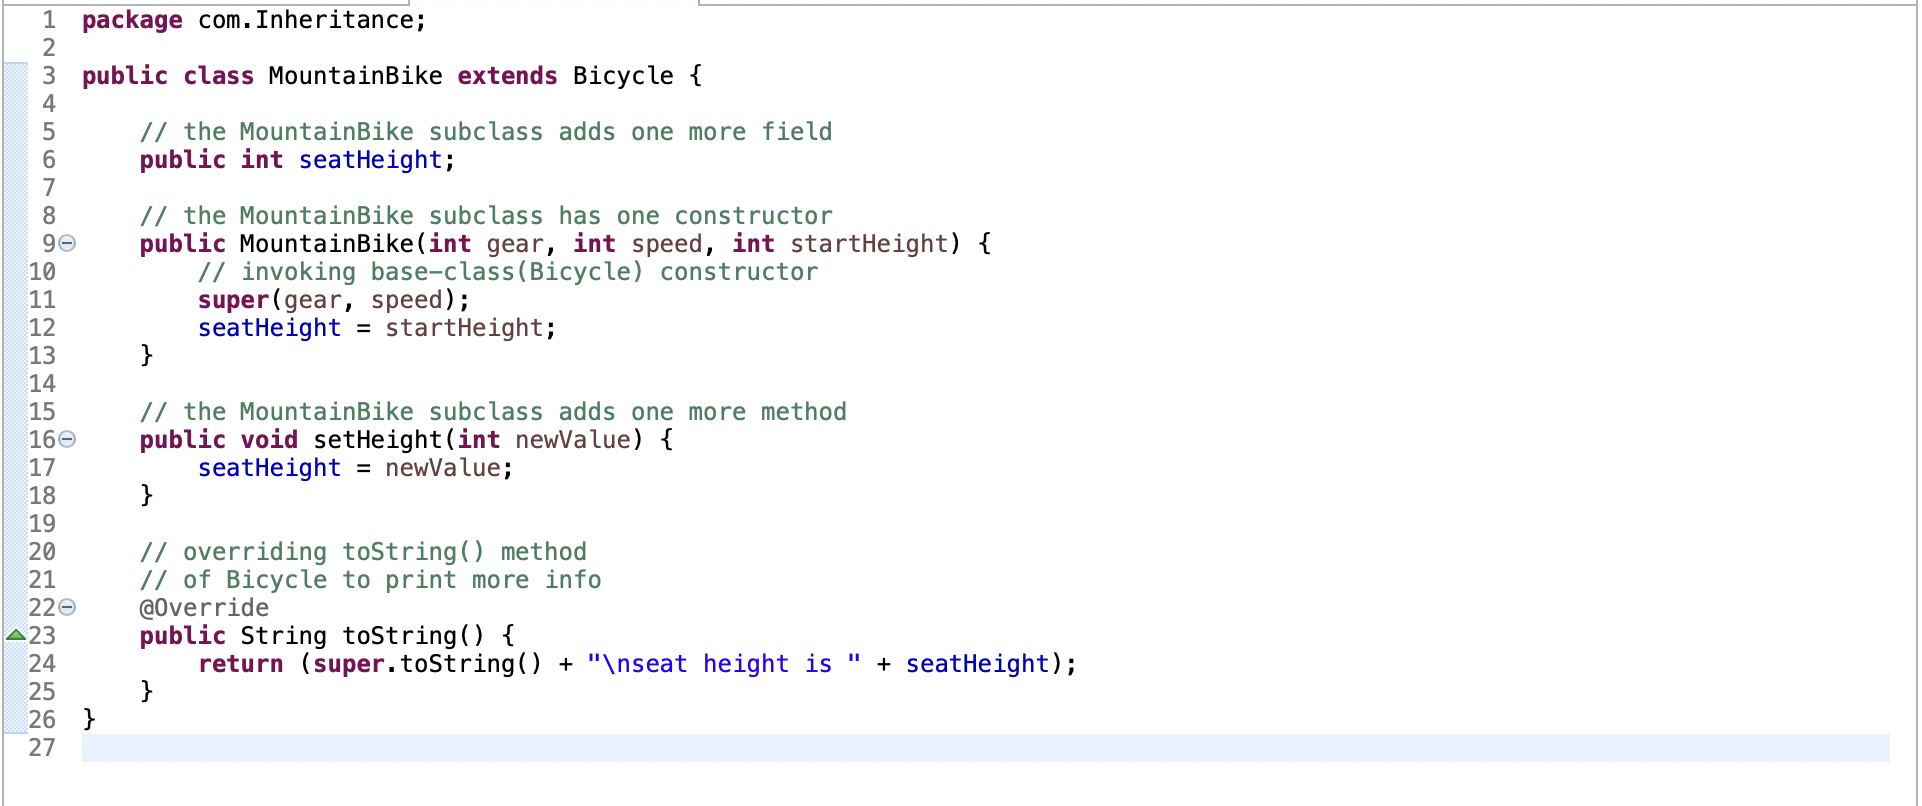 1 package com.Inheritance;
2
3 public class MountainBike extends Bicycle {
4
5     // the MountainBike subclass adds one more field
6     public int seatHeight;
7
8     // the MountainBike subclass has one constructor
9     public MountainBike(int gear, int speed, int startHeight) {
10         // invoking base-class(Bicycle) constructor
11         super(gear, speed);
12         seatHeight = startHeight;
13     }
14
15     // the MountainBike subclass adds one more method
16     public void setHeight(int newValue) {
17         seatHeight = newValue;
18     }
19
20     // overriding toString() method
21     // of Bicycle to print more info
22     @Override
23     public String toString() {
24         return (super.toString() + "\nseat height is " + seatHeight);
25     }
26 }
27